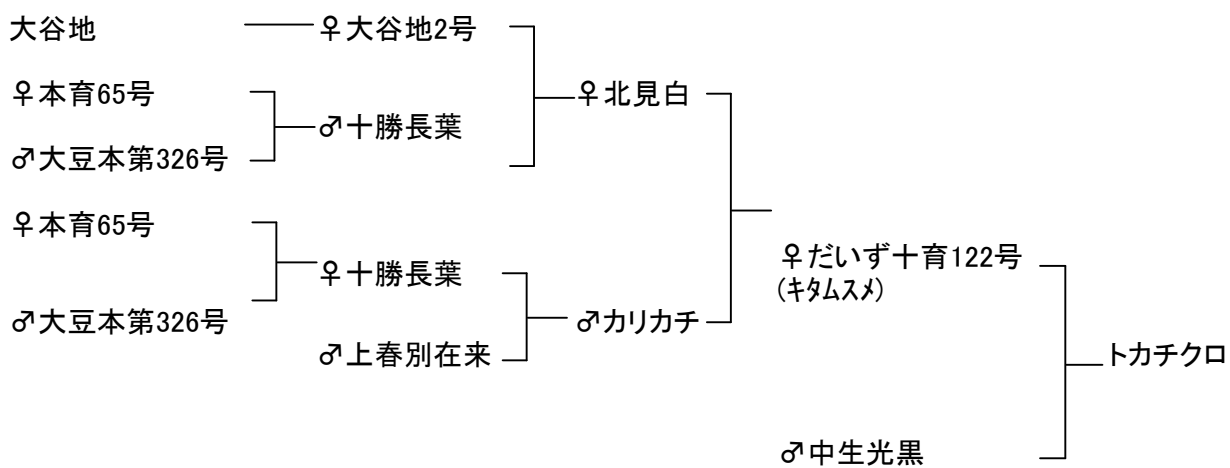 大谷地
♀大谷地2号
♀本育65号
♀北見白
♂十勝長葉
♂大豆本第326号
♀本育65号
♀十勝長葉
♀だいず十育122号
(キタムスメ)
♂大豆本第326号
♂カリカチ
♂上春別在来
トカチクロ
♂中生光黒